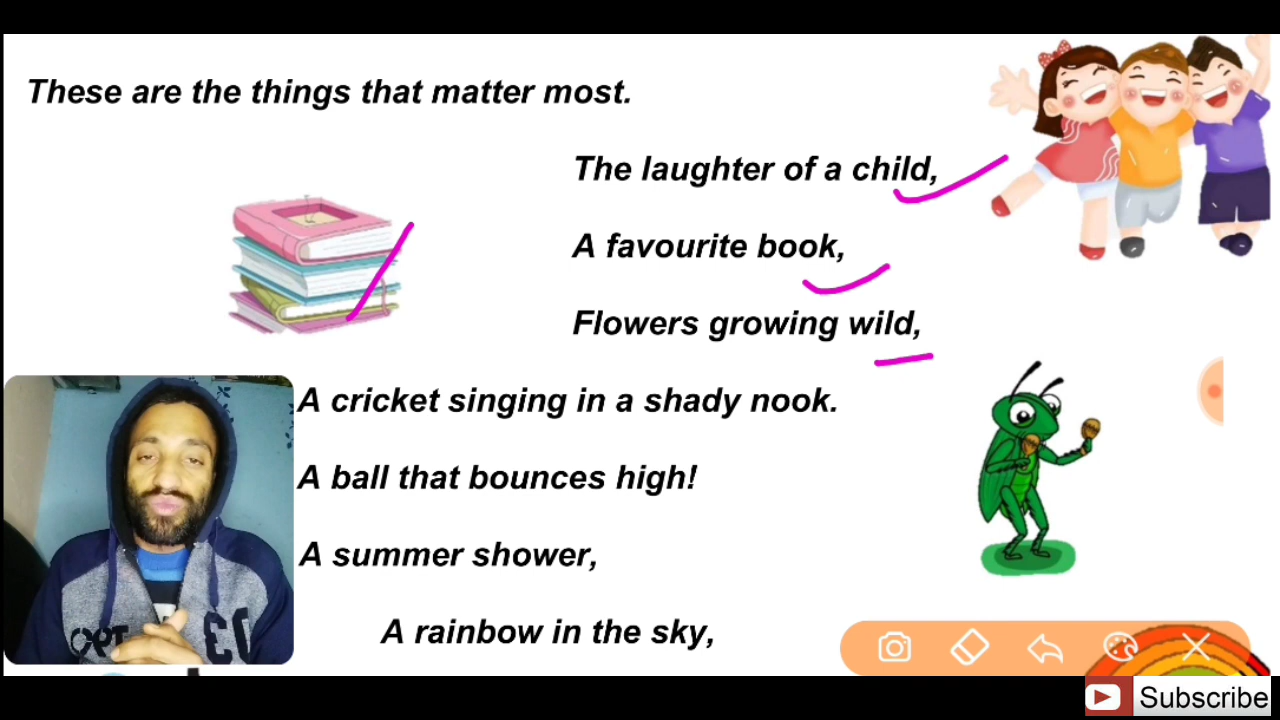 These are the things that matter most.
The laughter of a child,
A favourite book,
Flowers growing wild,
A cricket singing in a shady nook.
A ball that bounces high!
A summer shower,
A rainbow in the sky,
Subscribe